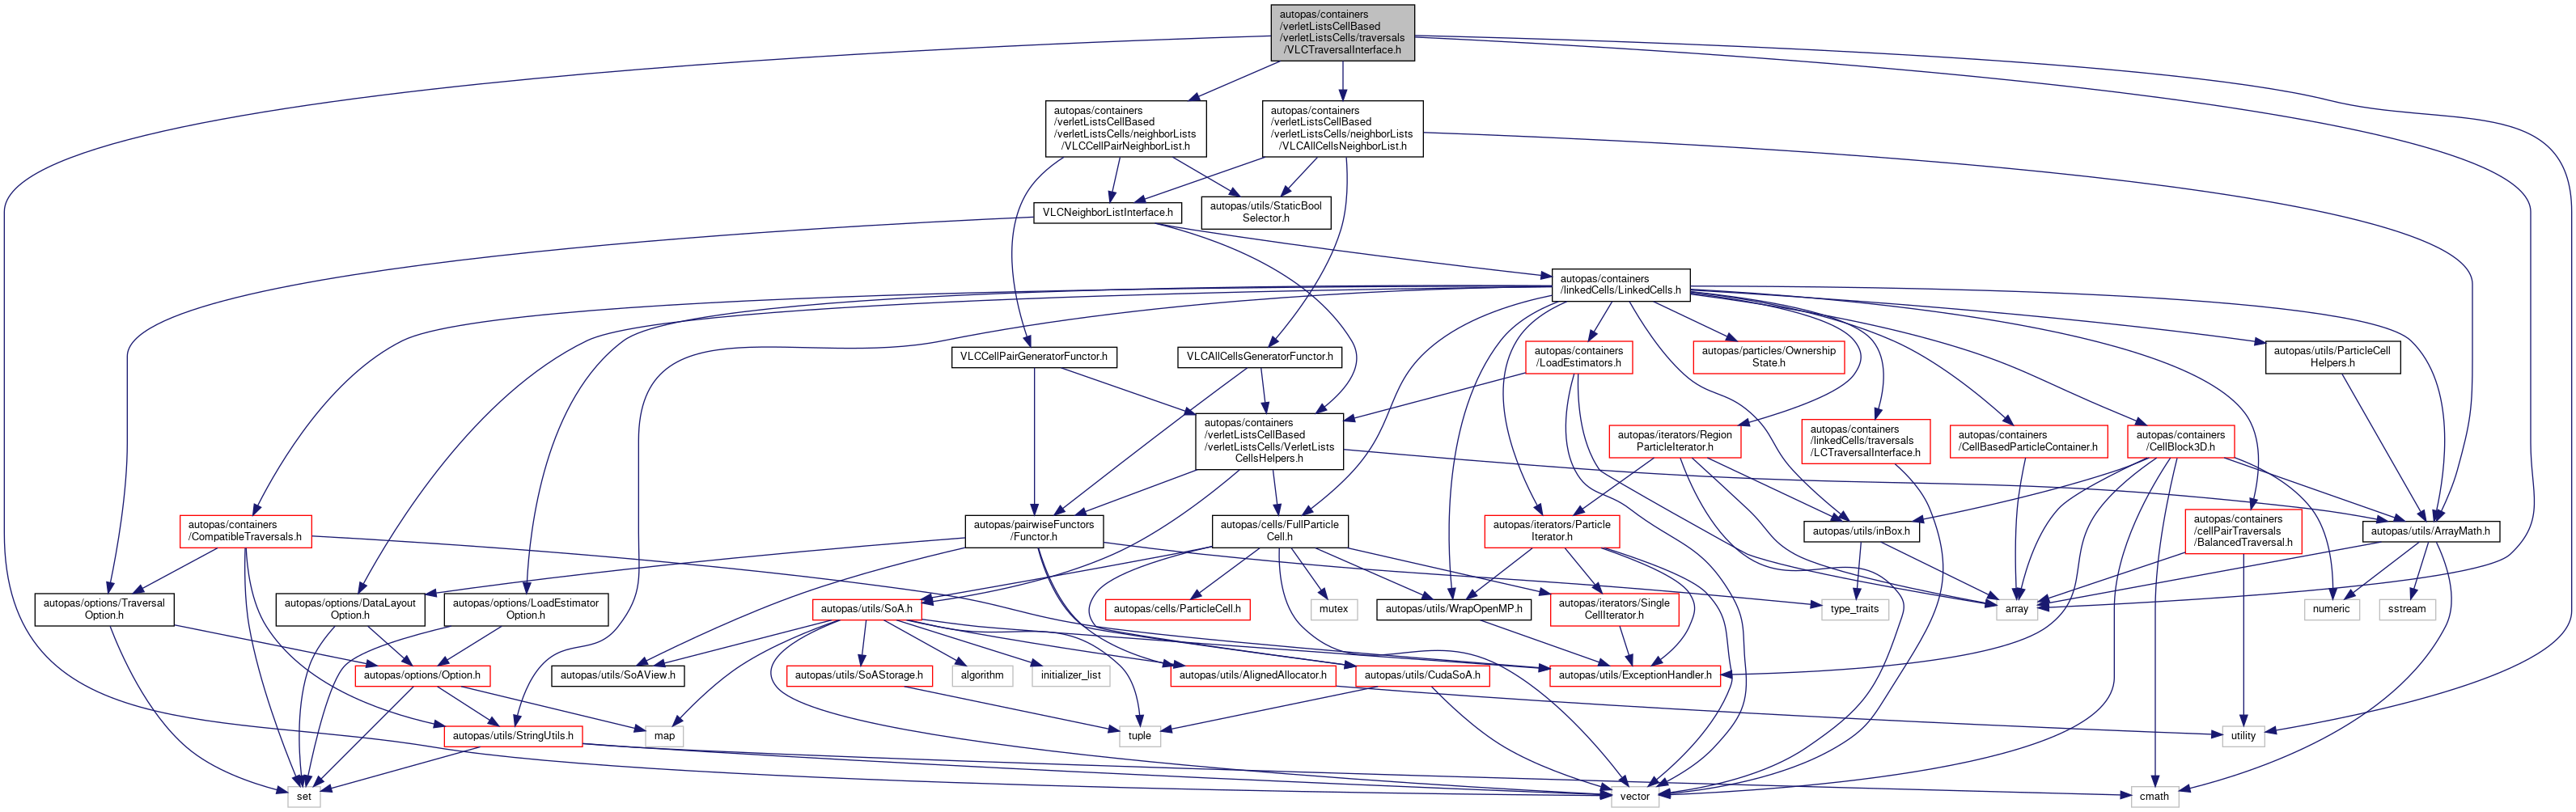 autopas/containers
/verletListsCellBased
/verletListsCells/traversals
/VLCTraversalInterface.h
autopas/containers
/verletListsCellBased
/verletListsCells/neighborLists
/VLCCellPairNeighborList.h
autopas/containers
/verletListsCellBased
/verletListsCells/neighborLists
/VLCAllCellsNeighborList.h
VLCNeighborListInterface.h
autopas/utils/StaticBool
Selector.h
autopas/containers
/linkedCells/LinkedCells.h
VLCCellPairGeneratorFunctor.h
VLCAllCellsGeneratorFunctor.h
autopas/containers
/LoadEstimators.h
autopas/particles/Ownership
State.h
autopas/utils/ParticleCell
Helpers.h
autopas/containers
/verletListsCellBased
/verletListsCells/VerletLists
CellsHelpers.h
autopas/iterators/Region
ParticleIterator.h
autopas/containers
/linkedCells/traversals
/LCTraversalInterface.h
autopas/containers
/CellBasedParticleContainer.h
autopas/containers
/CellBlock3D.h
autopas/containers
/CompatibleTraversals.h
autopas/pairwiseFunctors
/Functor.h
autopas/cells/FullParticle
Cell.h
autopas/iterators/Particle
Iterator.h
autopas/utils/inBox.h
autopas/containers
/cellPairTraversals
/BalancedTraversal.h
autopas/utils/ArrayMath.h
autopas/options/Traversal
Option.h
autopas/options/DataLayout
Option.h
autopas/options/LoadEstimator
Option.h
autopas/utils/SoA.h
autopas/cells/ParticleCell.h
mutex
autopas/utils/WrapOpenMP.h
autopas/iterators/Single
CellIterator.h
type_traits
array
numeric
sstream
autopas/options/Option.h
autopas/utils/SoAView.h
autopas/utils/SoAStorage.h
algorithm
initializer_list
autopas/utils/AlignedAllocator.h
autopas/utils/CudaSoA.h
autopas/utils/ExceptionHandler.h
autopas/utils/StringUtils.h
map
tuple
utility
set
vector
cmath